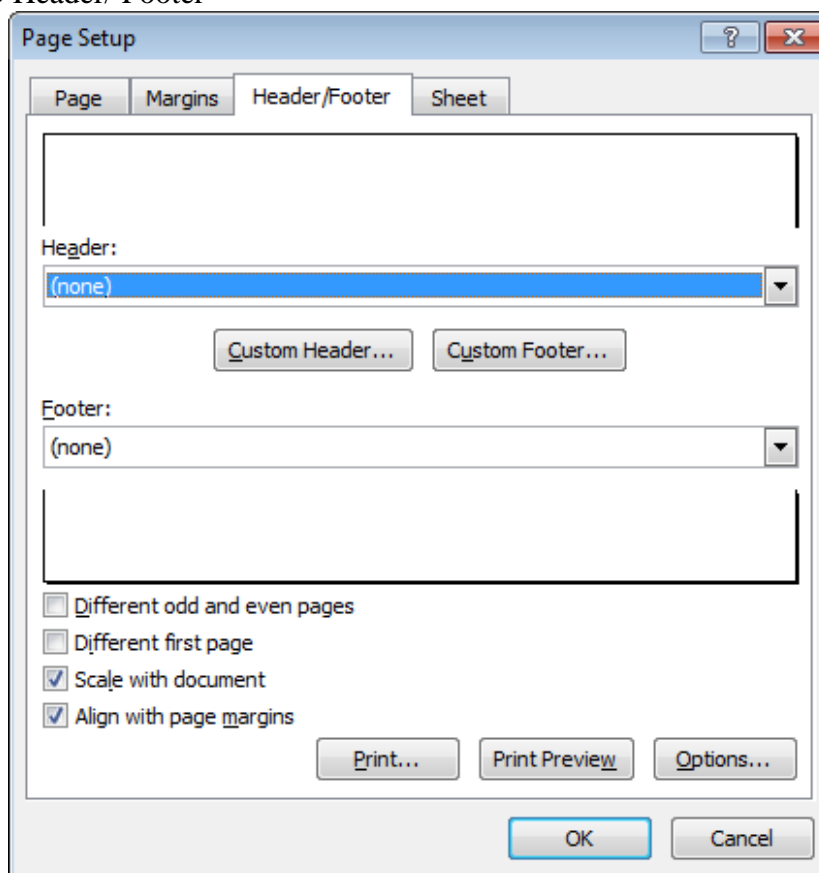 Header/ Footer
Page Setup
Page Margins Header/Footer Sheet
Header:
(none)
Custom Header... Custom Footer...
Footer:
(none)
Different odd and even pages
Different first page
Scale with document
Align with page margins
Print... Print Preview Options...
OK Cancel